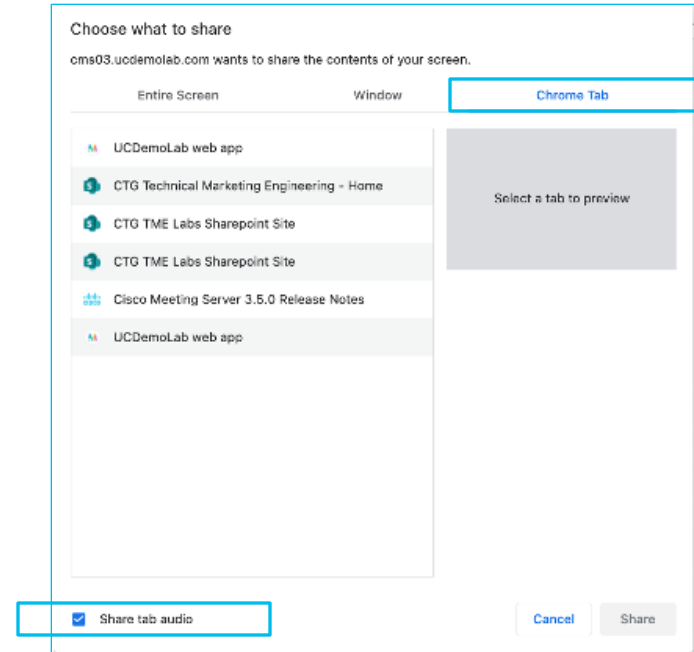 Choose what to share
cms03.ucdemolab.com wants to share the contents of your screen.
Entire Screen Window Chrome Tab
UCDemoLab web app
CTG Technical Marketing Engineering - Home
CTG TME Labs Sharepoint Site
CTG TME Labs Sharepoint Site
Cisco Meeting Server 3.5.0 Release Notes
UCDemoLab web app
Select a tab to preview
Share tab audio
Cancel Share